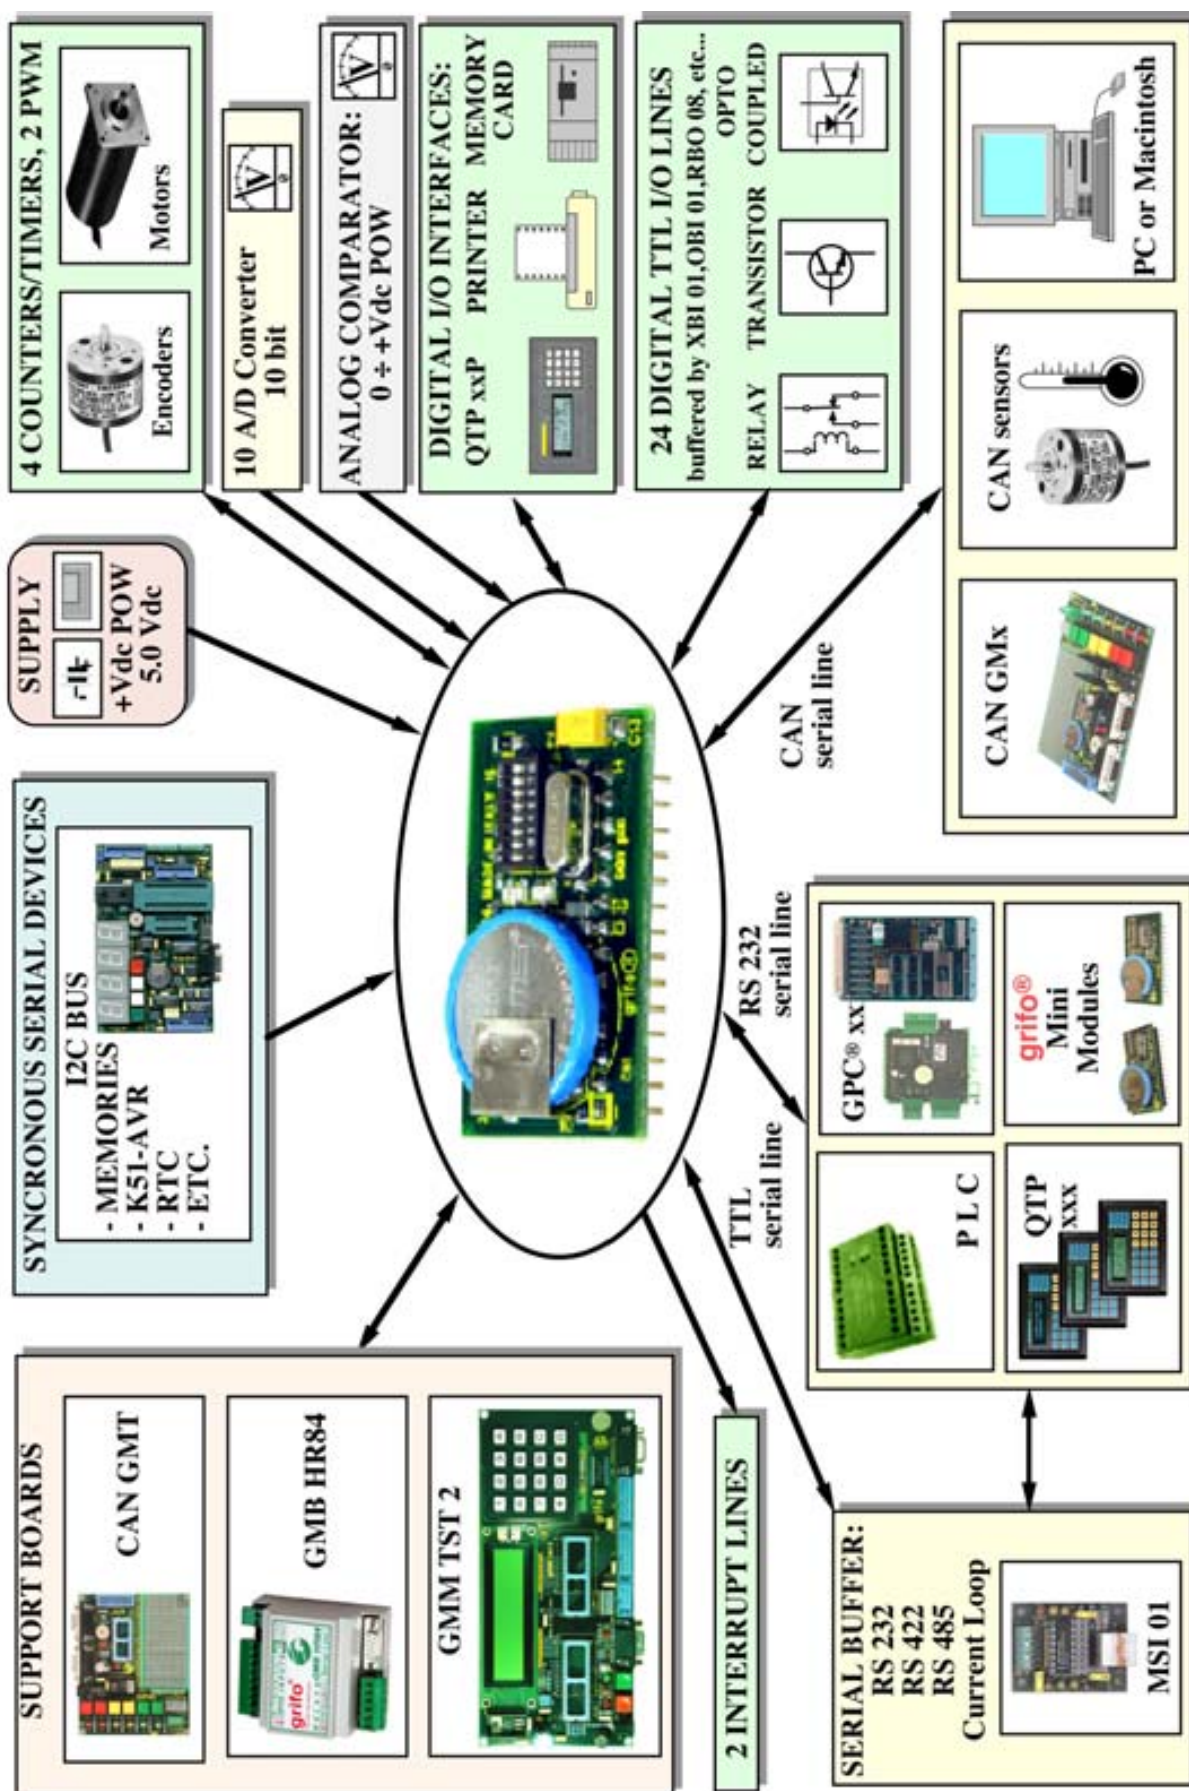 SUPPORT BOARDS
CAN GMT
GMB HR84
grifo®
GMM TST 2
2 INTERRUPT LINES
SERIAL BUFFER:
RS 232
RS 422
RS 485
Current Loop
MSI 01
SYNCRONOUS SERIAL DEVICES
I2C BUS
- MEMORIES
- K51-AVR
- RTC
- ETC.
SUPPLY
+Vdc POW
5.0 Vdc
4 COUNTERS/TIMERS, 2 PWM
Encoders
Motors
10 A/D Converter
10 bit
V
ANALOG COMPARATOR:
0 ÷ +Vdc POW
V
DIGITAL I/O INTERFACES:
QTP xxP
PRINTER
MEMORY
CARD
24 DIGITAL TTL I/O LINES
buffered by XBI 01,OBI 01,RBO 08, etc...
RELAY
TRANSISTOR
OPTO
COUPLED
grifo®
TTL
serial line
RS 232
serial line
CAN
serial line
P L C
QTP
xxx
GPC® xx
grifo®
Mini
Modules
CAN GMx
CAN sensors
PC or Macintosh